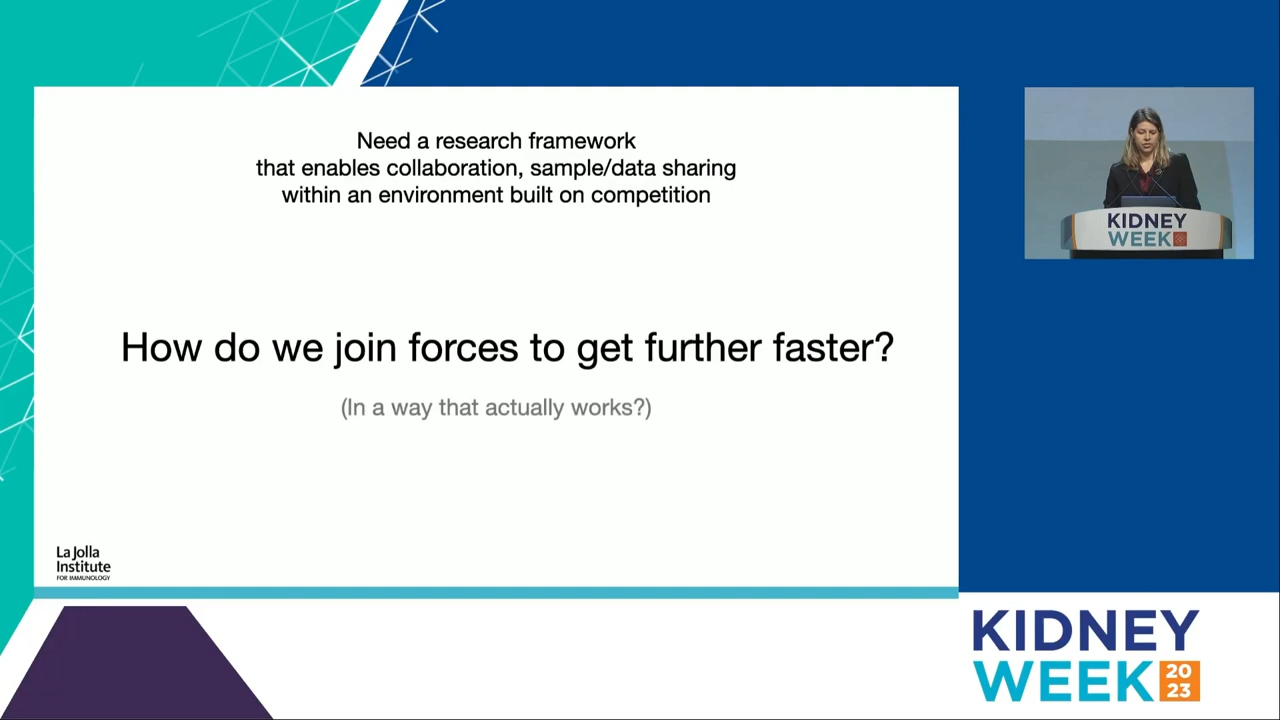 Need a research framework
that enables collaboration, sample/data sharing
within an environment built on competition
How do we join forces to get further faster?
(In a way that actually works?)
La Jolla
Institute
FOR IMMUNOLOGY
KIDNEY
WEEK
KIDNEY
WEEK 20
23